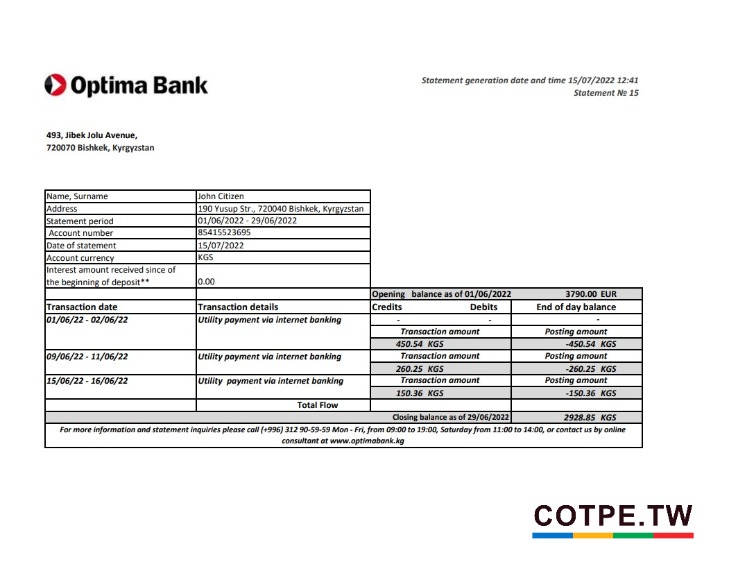 Optima Bank
Statement generation date and time 15/07/2022 12:41
Statement № 15
493, Jibek Jolu Avenue,
720070 Bishkek, Kyrgyzstan
Name, Surname John Citizen
Address 190 Yusup Str., 720040 Bishkek, Kyrgyzstan
Statement period 01/06/2022 - 29/06/2022
Account number 85415523695
Date of statement 15/07/2022
Account currency KGS
Interest amount received since of
the beginning of deposit** 0.00
Opening balance as of 01/06/2022 3790.00 EUR
Transaction date Transaction details Credits Debits End of day balance
01/06/22 - 02/06/22 Utility payment via internet banking - - -
Transaction amount Posting amount
450.54 KGS -450.54 KGS
09/06/22 - 11/06/22 Utility payment via internet banking Transaction amount Posting amount
260.25 KGS -260.25 KGS
15/06/22 - 16/06/22 Utility payment via internet banking Transaction amount Posting amount
150.36 KGS -150.36 KGS
Total Flow
Closing balance as of 29/06/2022 2928.85 KGS
For more information and statement inquiries please call (+996) 312 90-59-59 Mon - Fri, from 09:00 to 19:00, Saturday from 11:00 to 14:00, or contact us by online
consultant at www.optimabank.kg
COTPE.TW